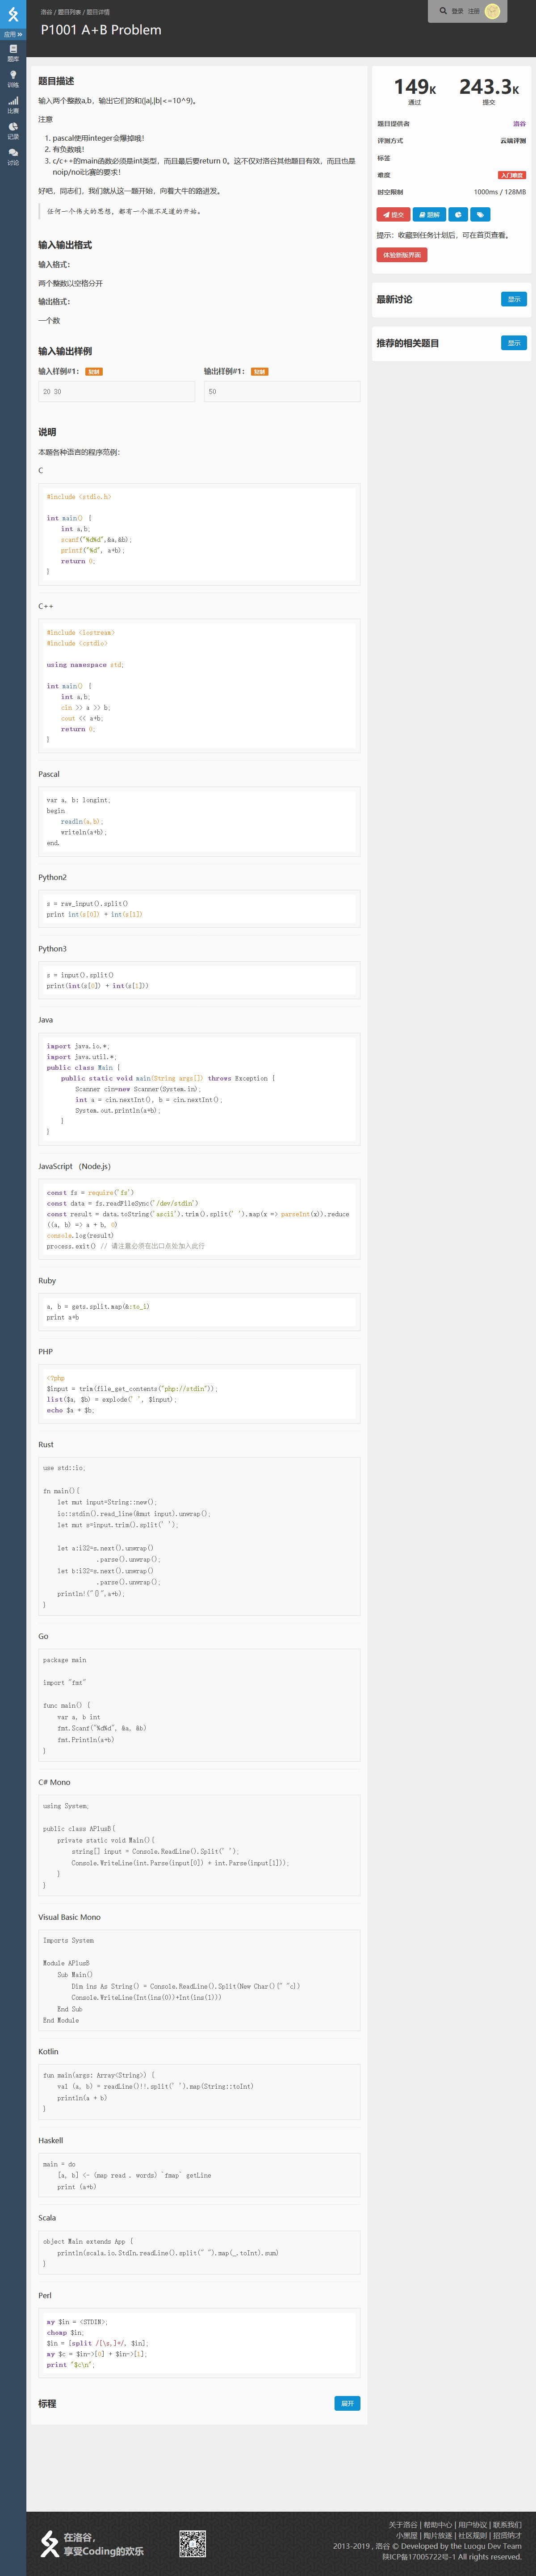 洛谷 / 题目列表 / 题目详情
P1001 A+B Problem
登录 注册
应用
题库
训练
比赛
记录
讨论
题目描述
输入两个整数a,b，输出它们的和(|a|,|b|<=10^9)。
注意
1. pascal使用integer会爆掉哦！
2. 有负数哦！
3. c/c++的main函数必须是int类型，而且最后要return 0。这不仅对洛谷其他题目有效，而且也是
noip/noi比赛的要求！
好吧，同志们，我们就从这一题开始，向着大牛的路进发。
任何一个伟大的思想，都有一个微不足道的开始。
输入输出格式
输入格式：
两个整数以空格分开
输出格式：
一个数
输入输出样例
输入样例#1： 复制
20 30
输出样例#1： 复制
50
说明
本题各种语言的程序范例：
C
#include <stdio.h>
int main() {
    int a,b;
    scanf("%d%d",&a,&b);
    printf("%d", a+b);
    return 0;
}
C++
#include <iostream>
#include <cstdio>
using namespace std;
int main() {
    int a,b;
    cin >> a >> b;
    cout << a+b;
    return 0;
}
Pascal
var a, b: longint;
begin
    readln(a,b);
    writeln(a+b);
end.
Python2
s = raw_input().split()
print int(s[0]) + int(s[1])
Python3
s = input().split()
print(int(s[0]) + int(s[1]))
Java
import java.io.*;
import java.util.*;
public class Main {
    public static void main(String args[]) throws Exception {
        Scanner cin=new Scanner(System.in);
        int a = cin.nextInt(), b = cin.nextInt();
        System.out.println(a+b);
    }
}
JavaScript （Node.js）
const fs = require('fs')
const data = fs.readFileSync('/dev/stdin')
const result = data.toString('ascii').trim().split(' ').map(x => parseInt(x)).reduce
((a, b) => a + b, 0)
console.log(result)
process.exit() // 请注意必须在出口点处加入此行
Ruby
a, b = gets.split.map(&:to_i)
print a+b
PHP
<?php
$input = trim(file_get_contents("php://stdin"));
list($a, $b) = explode(' ', $input);
echo $a + $b;
Rust
use std::io;
fn main(){
    let mut input=String::new();
    io::stdin().read_line(&mut input).unwrap();
    let mut s=input.trim().split(' ');
    let a:i32=s.next().unwrap()
               .parse().unwrap();
    let b:i32=s.next().unwrap()
               .parse().unwrap();
    println!("{}",a+b);
}
Go
package main
import "fmt"
func main() {
    var a, b int
    fmt.Scanf("%d%d", &a, &b)
    fmt.Println(a+b)
}
C# Mono
using System;
public class APlusB{
    private static void Main(){
        string[] input = Console.ReadLine().Split(' ');
        Console.WriteLine(int.Parse(input[0]) + int.Parse(input[1]));
    }
}
Visual Basic Mono
Imports System
Module APlusB
    Sub Main()
        Dim ins As String() = Console.ReadLine().Split(New Char(){" "c})
        Console.WriteLine(Int(ins(0))+Int(ins(1)))
    End Sub
End Module
Kotlin
fun main(args: Array<String>) {
    val (a, b) = readLine()!!.split(' ').map(String::toInt)
    println(a + b)
}
Haskell
main = do
    [a, b] <- (map read . words) `fmap` getLine
    print (a+b)
Scala
object Main extends App {
    println(scala.io.StdIn.readLine().split(" ").map(_.toInt).sum)
}
Perl
my $in = <STDIN>;
chomp $in;
$in = [split /[\s,]+/, $in];
my $c = $in->[0] + $in->[1];
print "$c\n";
标程
展开
149K
通过
243.3K
提交
题目提供者 洛谷
评测方式 云端评测
标签
难度 入门难度
时空限制 1000ms / 128MB
提交 题解
提示：收藏到任务计划后，可在首页查看。
体验新版界面
最新讨论 显示
推荐的相关题目 显示
在洛谷，
享受Coding的欢乐
关于洛谷 | 帮助中心 | 用户协议 | 联系我们
小黑屋 | 陶片放逐 | 社区规则 | 招贤纳才
2013-2019 , 洛谷 © Developed by the Luogu Dev Team
陕ICP备17005722号-1 All rights reserved.